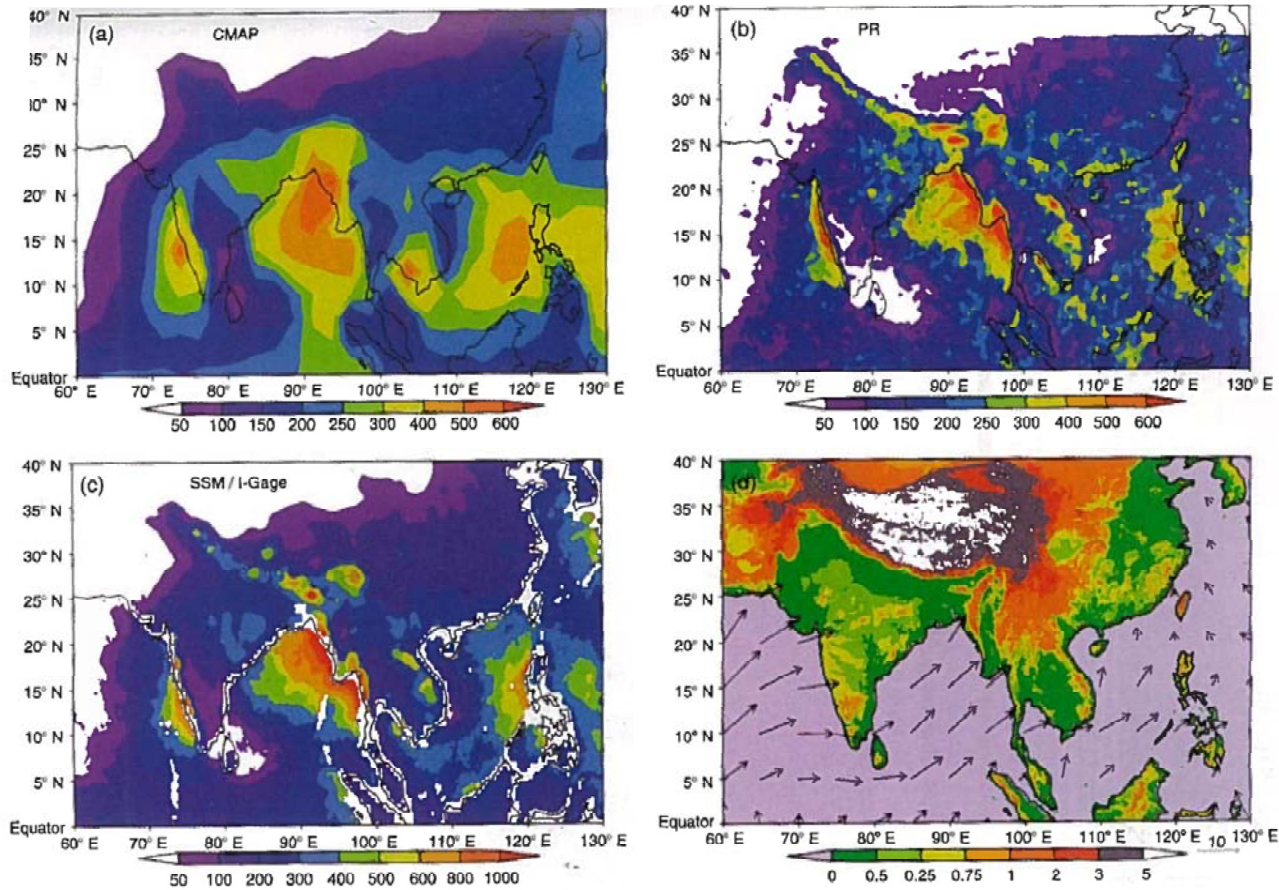 (a) CMAP
40° N
35° N
30° N
25° N
20° N
15° N
10° N
5° N
Equator
60° E 70° E 80° E 90° E 100° E 110° E 120° E 130° E
50 100 150 200 250 300 400 500 600
(b) PR
40° N
35° N
30° N
25° N
20° N
15° N
10° N
5° N
Equator
60° E 70° E 80° E 90° E 100° E 110° E 120° E 130° E
50 100 150 200 250 300 400 500 600
(c) SSM / I-Gage
40° N
35° N
30° N
25° N
20° N
15° N
10° N
5° N
Equator
60° E 70° E 80° E 90° E 100° E 110° E 120° E 130° E
50 100 200 300 400 500 600 800 1000
(d)
40° N
35° N
30° N
25° N
20° N
15° N
10° N
5° N
Equator
60° E 70° E 80° E 90° E 100° E 110° E 120° E 130° E
10
0 0.5 0.25 0.75 1 2 3 5